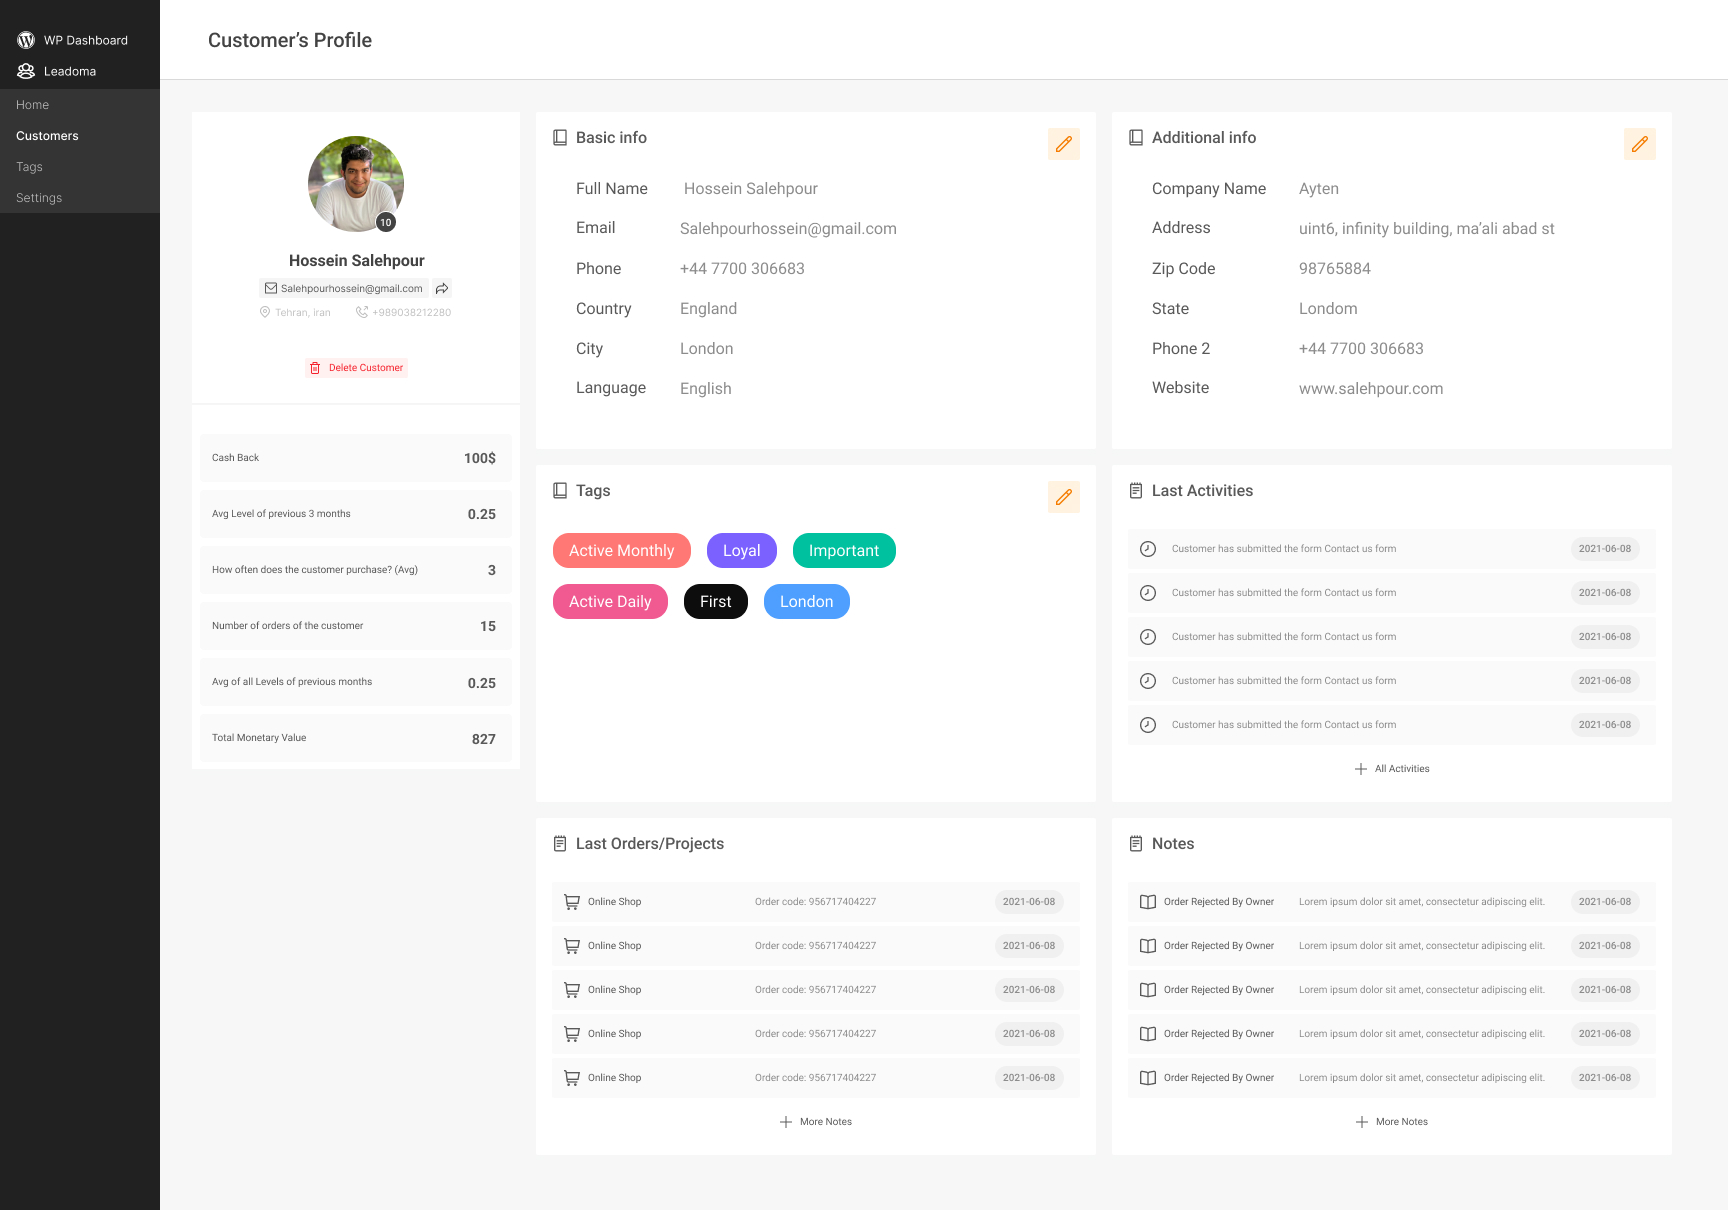 WP Dashboard
Leadoma
Home
Customers
Tags
Settings
Customer’s Profile
10
Hossein Salehpour
Salehpourhossein@gmail.com
Tehran, iran +989038212280
Delete Customer
Cash Back 100$
Avg Level of previous 3 months 0.25
How often does the customer purchase? (Avg) 3
Number of orders of the customer 15
Avg of all Levels of previous months 0.25
Total Monetary Value 827
Basic info
Full Name Hossein Salehpour
Email Salehpourhossein@gmail.com
Phone +44 7700 306683
Country England
City London
Language English
Additional info
Company Name Ayten
Address uint6, infinity building, ma’ali abad st
Zip Code 98765884
State Londom
Phone 2 +44 7700 306683
Website www.salehpour.com
Tags
Active Monthly Loyal Important
Active Daily First London
Last Activities
Customer has submitted the form Contact us form 2021-06-08
Customer has submitted the form Contact us form 2021-06-08
Customer has submitted the form Contact us form 2021-06-08
Customer has submitted the form Contact us form 2021-06-08
Customer has submitted the form Contact us form 2021-06-08
All Activities
Last Orders/Projects
Online Shop Order code: 956717404227 2021-06-08
Online Shop Order code: 956717404227 2021-06-08
Online Shop Order code: 956717404227 2021-06-08
Online Shop Order code: 956717404227 2021-06-08
Online Shop Order code: 956717404227 2021-06-08
More Notes
Notes
Order Rejected By Owner Lorem ipsum dolor sit amet, consectetur adipiscing elit. 2021-06-08
Order Rejected By Owner Lorem ipsum dolor sit amet, consectetur adipiscing elit. 2021-06-08
Order Rejected By Owner Lorem ipsum dolor sit amet, consectetur adipiscing elit. 2021-06-08
Order Rejected By Owner Lorem ipsum dolor sit amet, consectetur adipiscing elit. 2021-06-08
Order Rejected By Owner Lorem ipsum dolor sit amet, consectetur adipiscing elit. 2021-06-08
More Notes